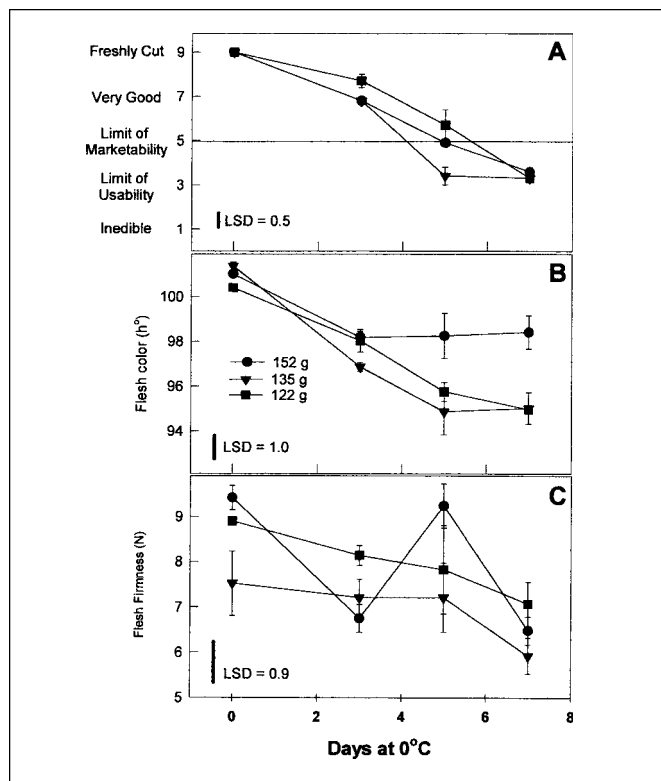 A
Freshly Cut 9
Very Good 7
Limit of
Marketability 5
Limit of
Usability 3
Inedible 1
LSD = 0.5
B
Flesh color (h°)
100
98
96
94
152 g
135 g
122 g
LSD = 1.0
C
Flesh Firmness (N)
9
8
7
6
5
LSD = 0.9
0 2 4 6 8
Days at 0°C